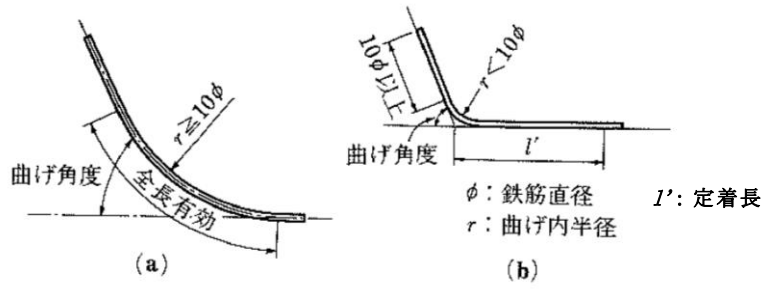 r≧10φ
曲げ角度
全長有効
(a)
10φ以上
r<10φ
曲げ角度
l'
φ:鉄筋直径
r:曲げ内半径
l':定着長
(b)